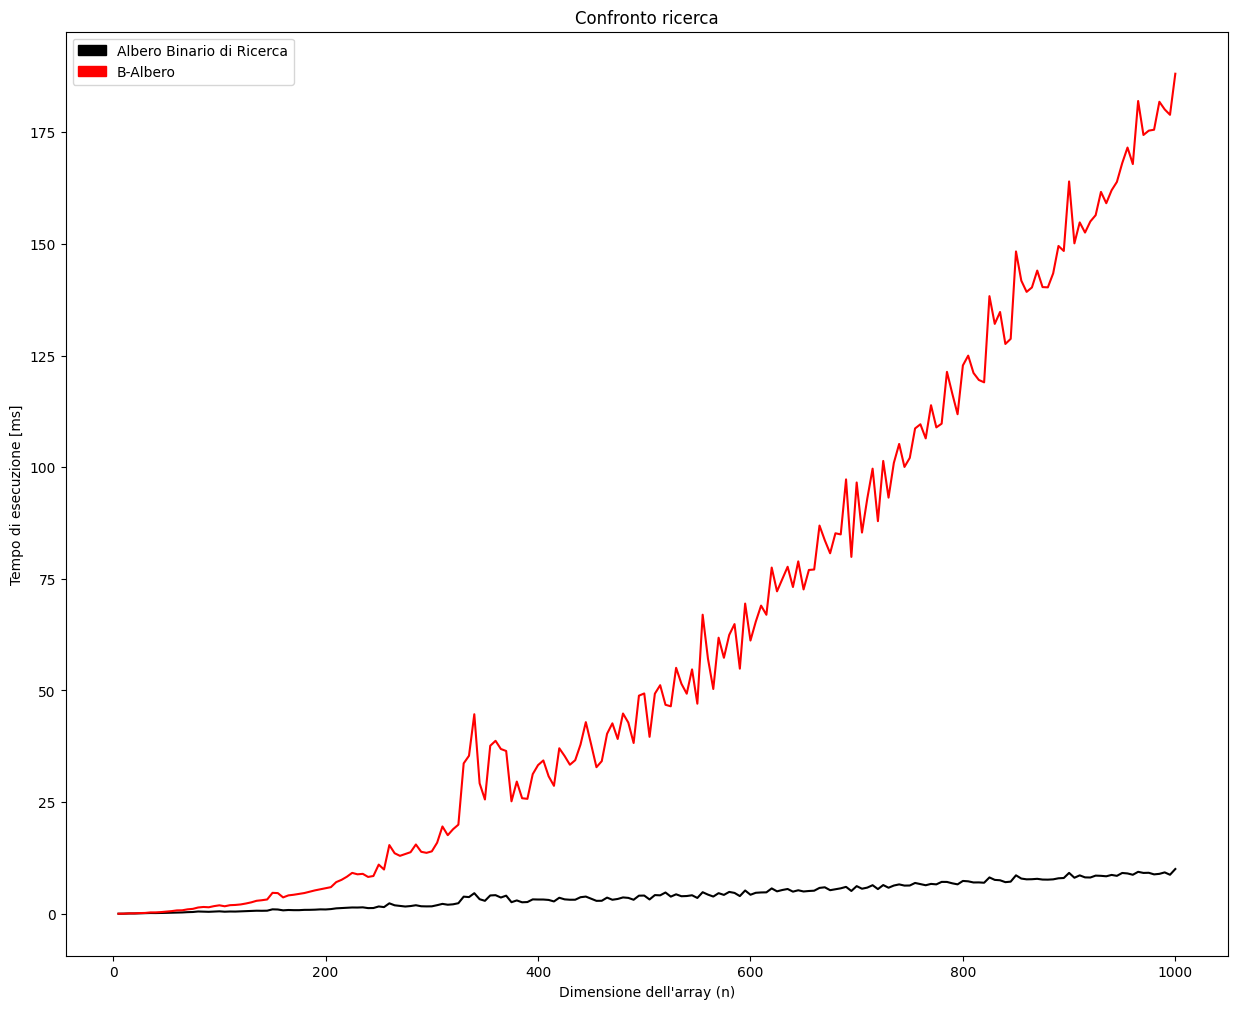 Confronto ricerca
Albero Binario di Ricerca
B-Albero
Tempo di esecuzione [ms]
175
150
125
100
75
50
25
0
0 200 400 600 800 1000
Dimensione dell'array (n)